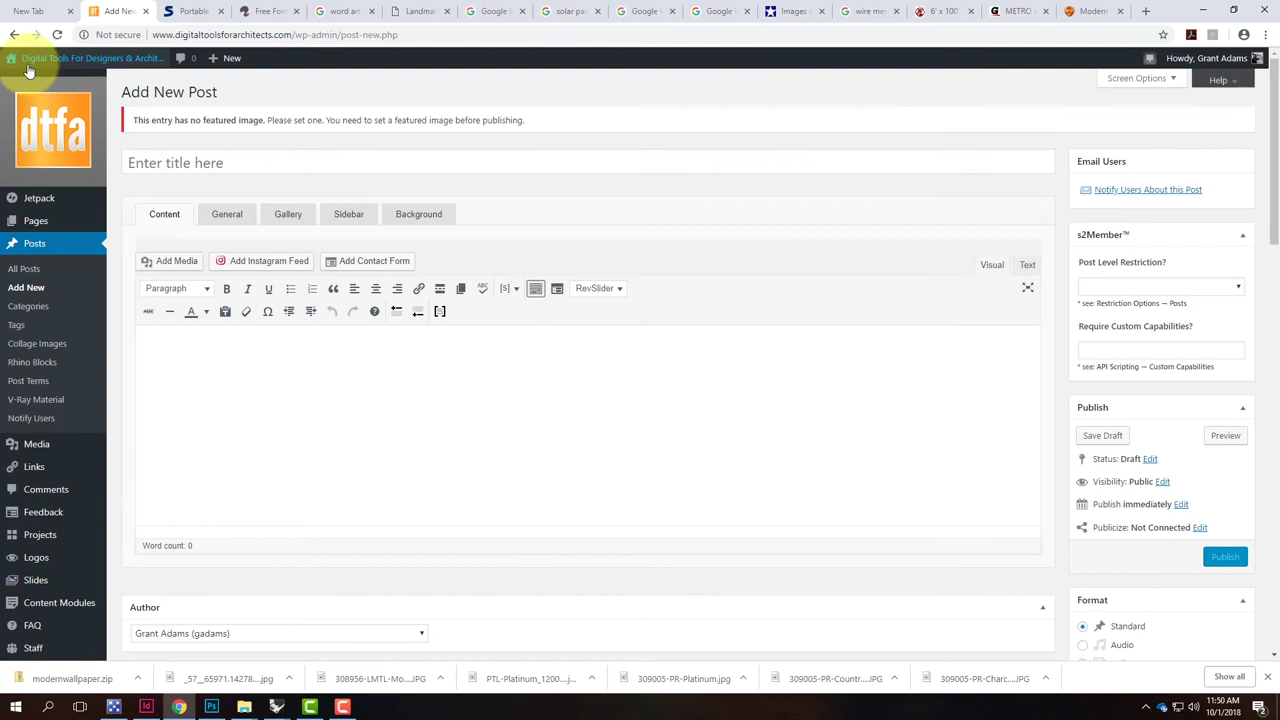 New Tab
Add New
Portable
Free Form
word art
Landmar
Google I
solar pa
Google I
Google I
Images c
wire mes
6' x 100'
METRO
Modern
Not secure
www.digitaltoolsforarchitects.com/wp-admin/post-new.php
Digital Tools For Designers & Archit...
0
New
Howdy, Grant Adams
Screen Options
Help
Add New Post
This entry has no featured image. Please set one. You need to set a featured image before publishing.
dtfa
Enter title here
Content
General
Gallery
Sidebar
Background
Add Media
Add Instagram Feed
Add Contact Form
Visual
Text
Paragraph
B
I
U
ABC
[S]
RevSlider
ABC
A
Word count: 0
Author
Grant Adams (gadams)
Jetpack
Pages
Posts
All Posts
Add New
Categories
Tags
Collage Images
Rhino Blocks
Post Terms
V-Ray Material
Notify Users
Media
Links
Comments
Feedback
Projects
Logos
Slides
Content Modules
FAQ
Staff
Email Users
Notify Users About this Post
s2Member™
Post Level Restriction?
* see: Restriction Options → Posts
Require Custom Capabilities?
* see: API Scripting → Custom Capabilities
Publish
Save Draft
Preview
Status: Draft Edit
Visibility: Public Edit
Publish immediately Edit
Publicize: Not Connected Edit
Publish
Format
Standard
Audio
modernwallpaper.zip
_57__65971.14278....jpg
308956-LMTL-Mo....JPG
PTL-Platinum_1200....j...
309005-PR-Platinum.jpg
309005-PR-Countr....JPG
309005-PR-Charc....JPG
Show all
11:50 AM
10/1/2018